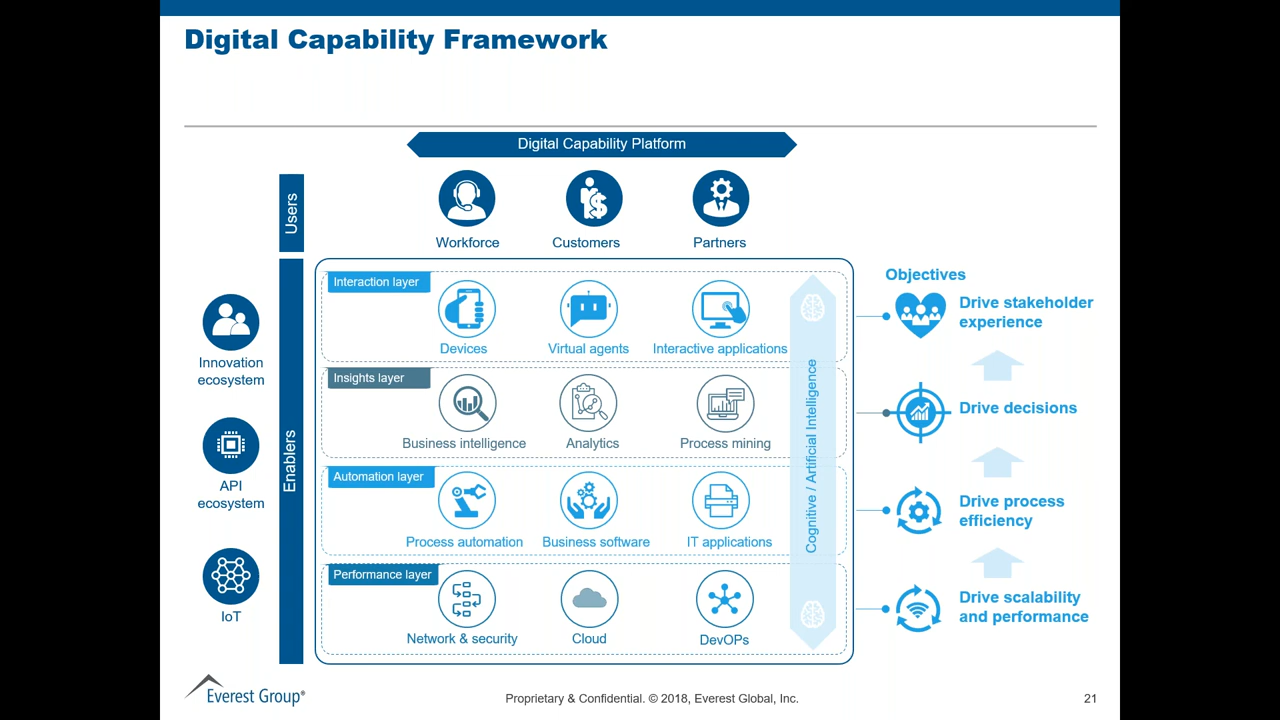 Digital Capability Framework
Digital Capability Platform
Users
Workforce
Customers
Partners
Enablers
Innovation
ecosystem
API
ecosystem
IoT
Interaction layer
Devices
Virtual agents
Interactive applications
Insights layer
Business intelligence
Analytics
Process mining
Automation layer
Process automation
Business software
IT applications
Performance layer
Network & security
Cloud
DevOPs
Cognitive / Artificial Intelligence
Objectives
Drive stakeholder
experience
Drive decisions
Drive process
efficiency
Drive scalability
and performance
Everest Group®
Proprietary & Confidential. © 2018, Everest Global, Inc.
21